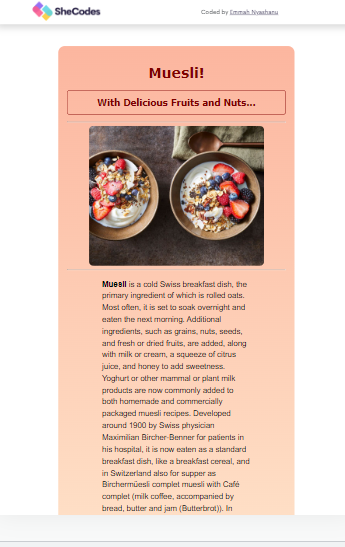 SheCodes
Coded by Emmah Nyashanu
Muesli!
With Delicious Fruits and Nuts...
Muesli is a cold Swiss breakfast dish, the
primary ingredient of which is rolled oats.
Most often, it is set to soak overnight and
eaten the next morning. Additional
ingredients, such as grains, nuts, seeds,
and fresh or dried fruits, are added, along
with milk or cream, a squeeze of citrus
juice, and honey to add sweetness.
Yoghurt or other mammal or plant milk
products are now commonly added to
both homemade and commercially
packaged muesli recipes. Developed
around 1900 by Swiss physician
Maximilian Bircher-Benner for patients in
his hospital, it is now eaten as a standard
breakfast dish, like a breakfast cereal, and
in Switzerland also for supper as
Birchermüesli complet muesli with Café
complet (milk coffee, accompanied by
bread, butter and jam (Butterbrot)). In